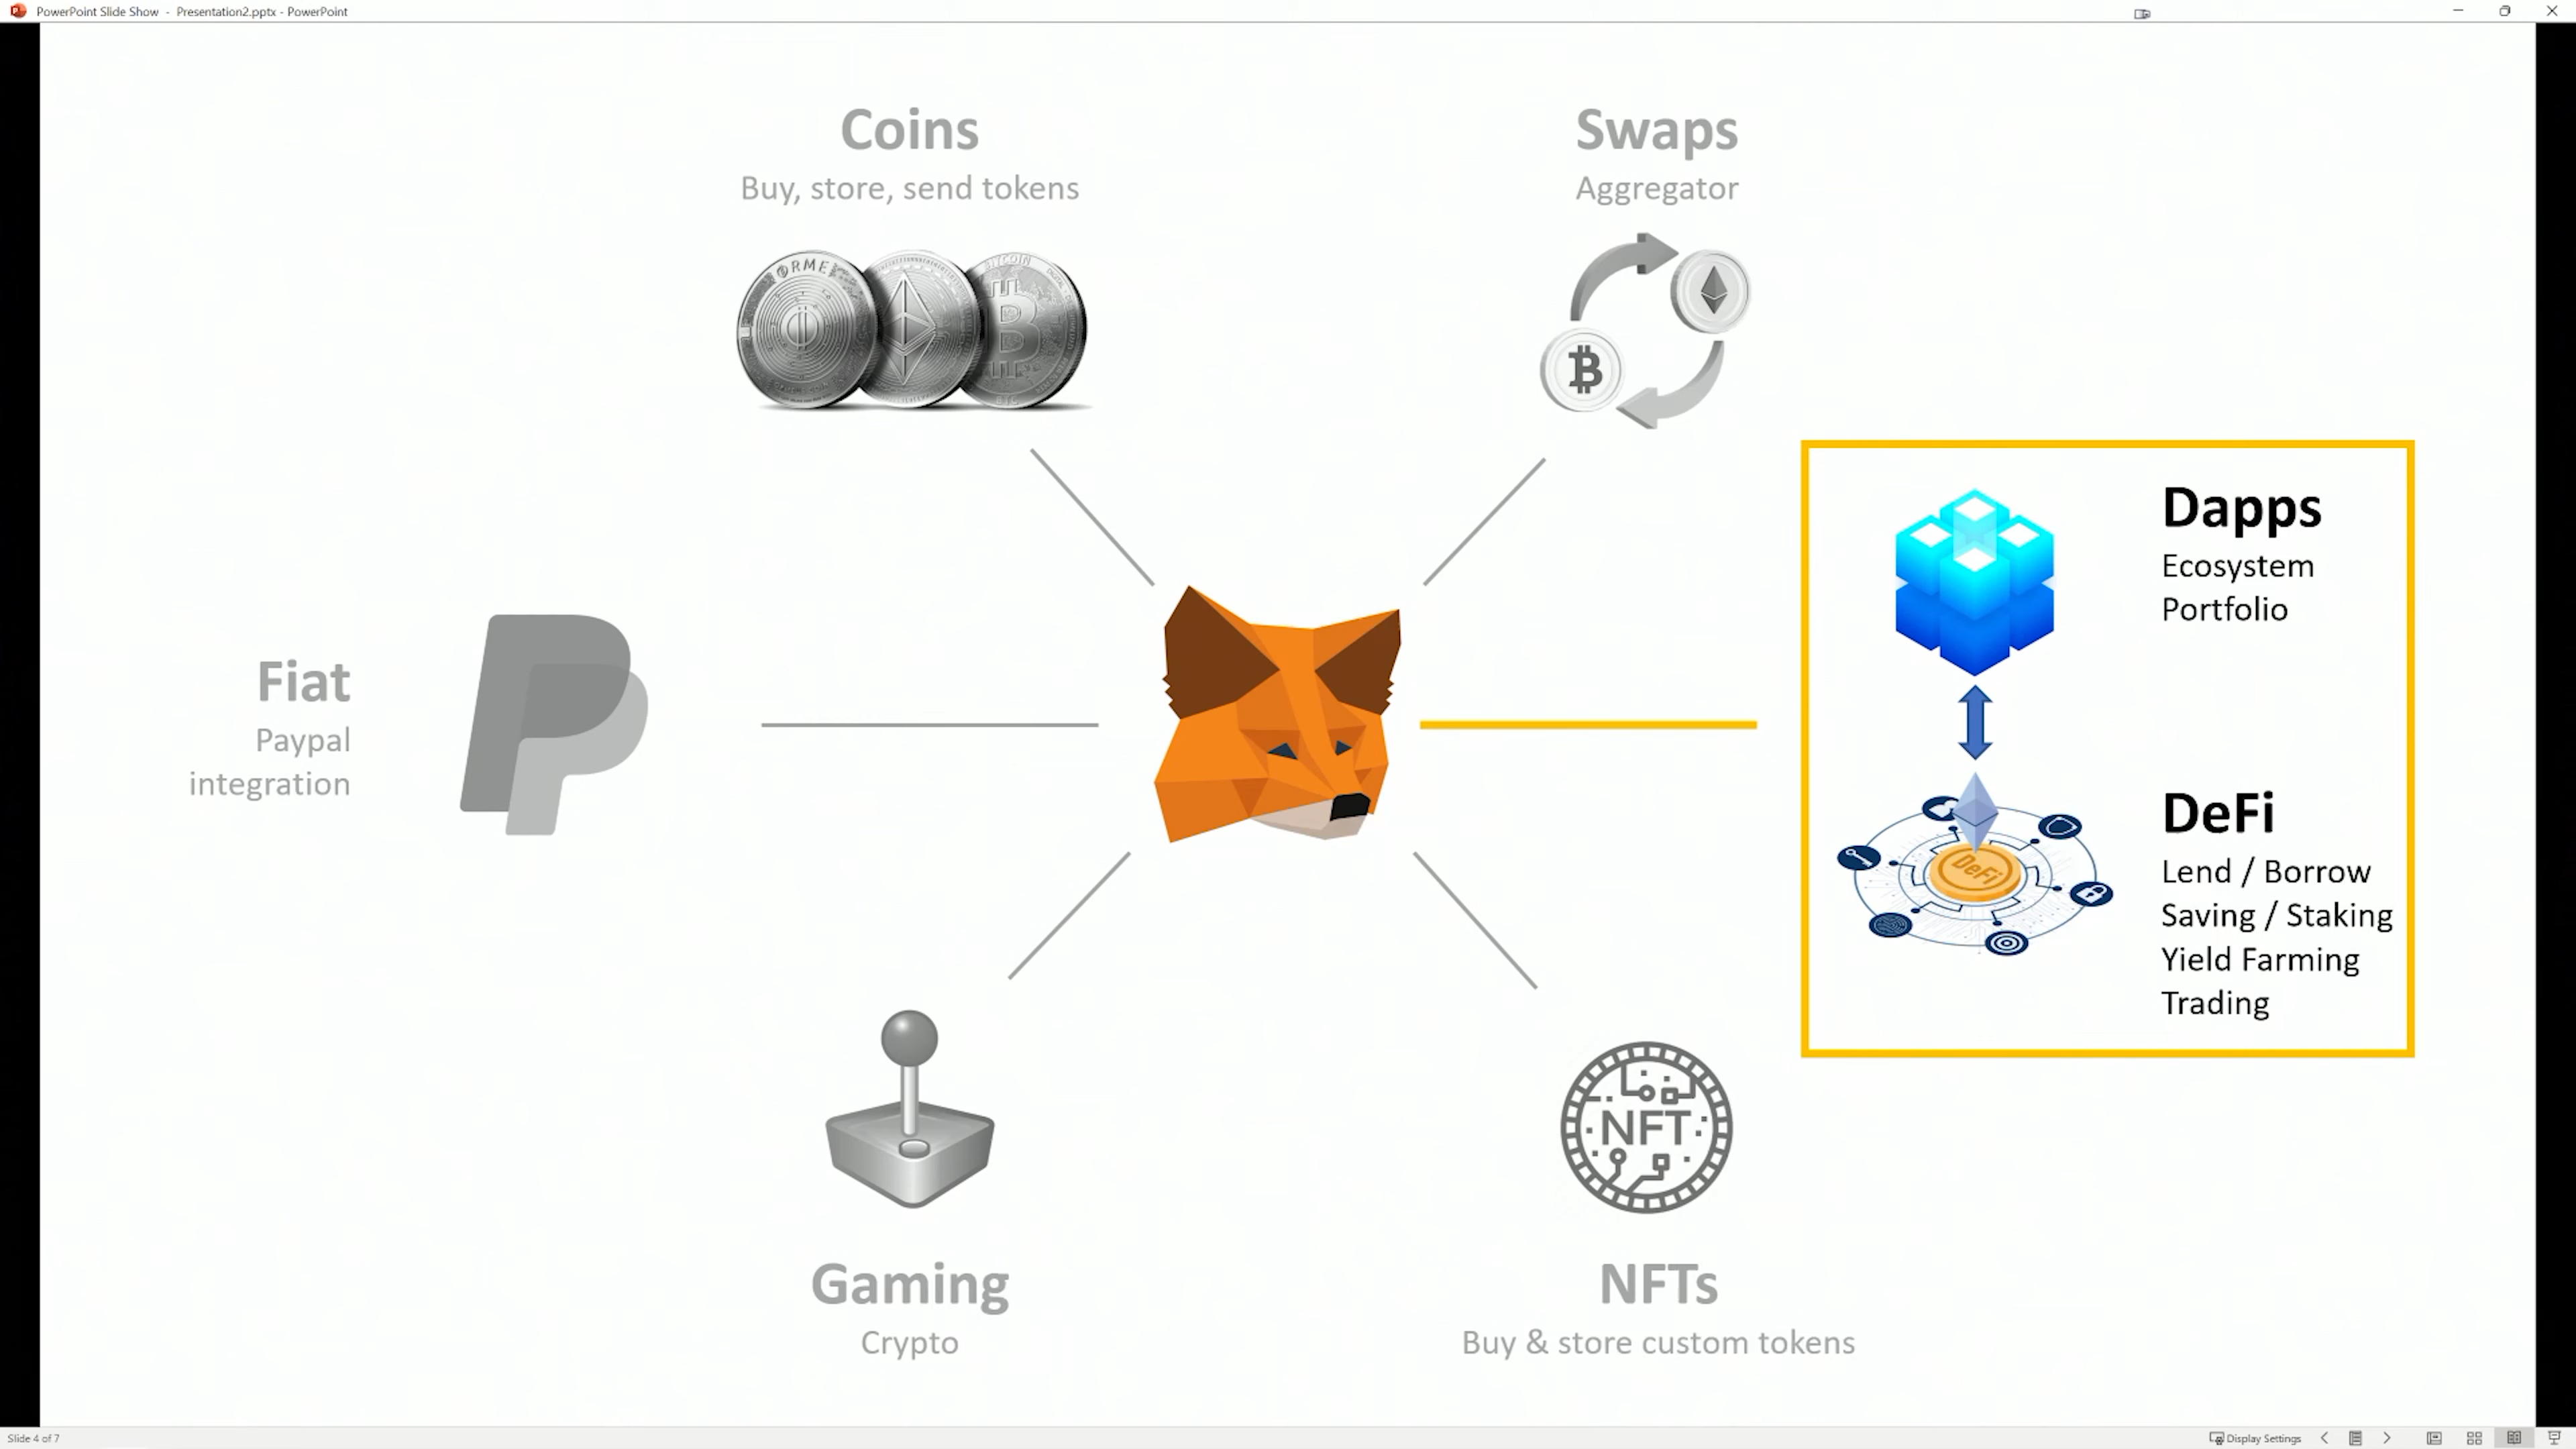 PowerPoint Slide Show - Presentation2.pptx - PowerPoint
Coins
Buy, store, send tokens
Swaps
Aggregator
Dapps
Ecosystem
Portfolio
Fiat
Paypal
integration
DeFi
DeFi
Lend / Borrow
Saving / Staking
Yield Farming
Trading
NFT
Gaming
Crypto
NFTs
Buy & store custom tokens
Slide 4 of 7
Display Settings